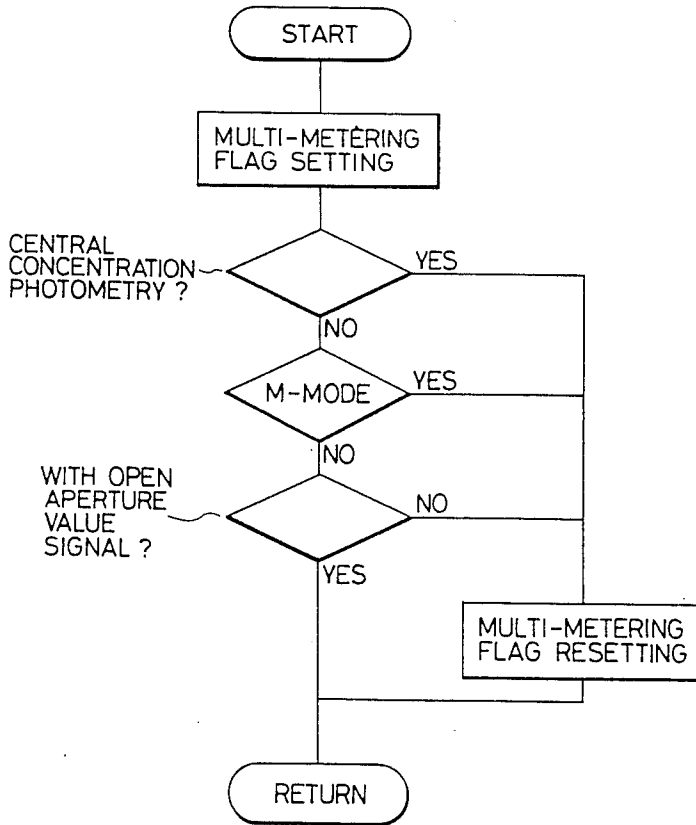 START
MULTI-METERING
FLAG SETTING
CENTRAL
CONCENTRATION
PHOTOMETRY ?
YES
NO
M-MODE
YES
NO
WITH OPEN
APERTURE
VALUE
SIGNAL ?
NO
YES
MULTI-METERING
FLAG RESETTING
RETURN